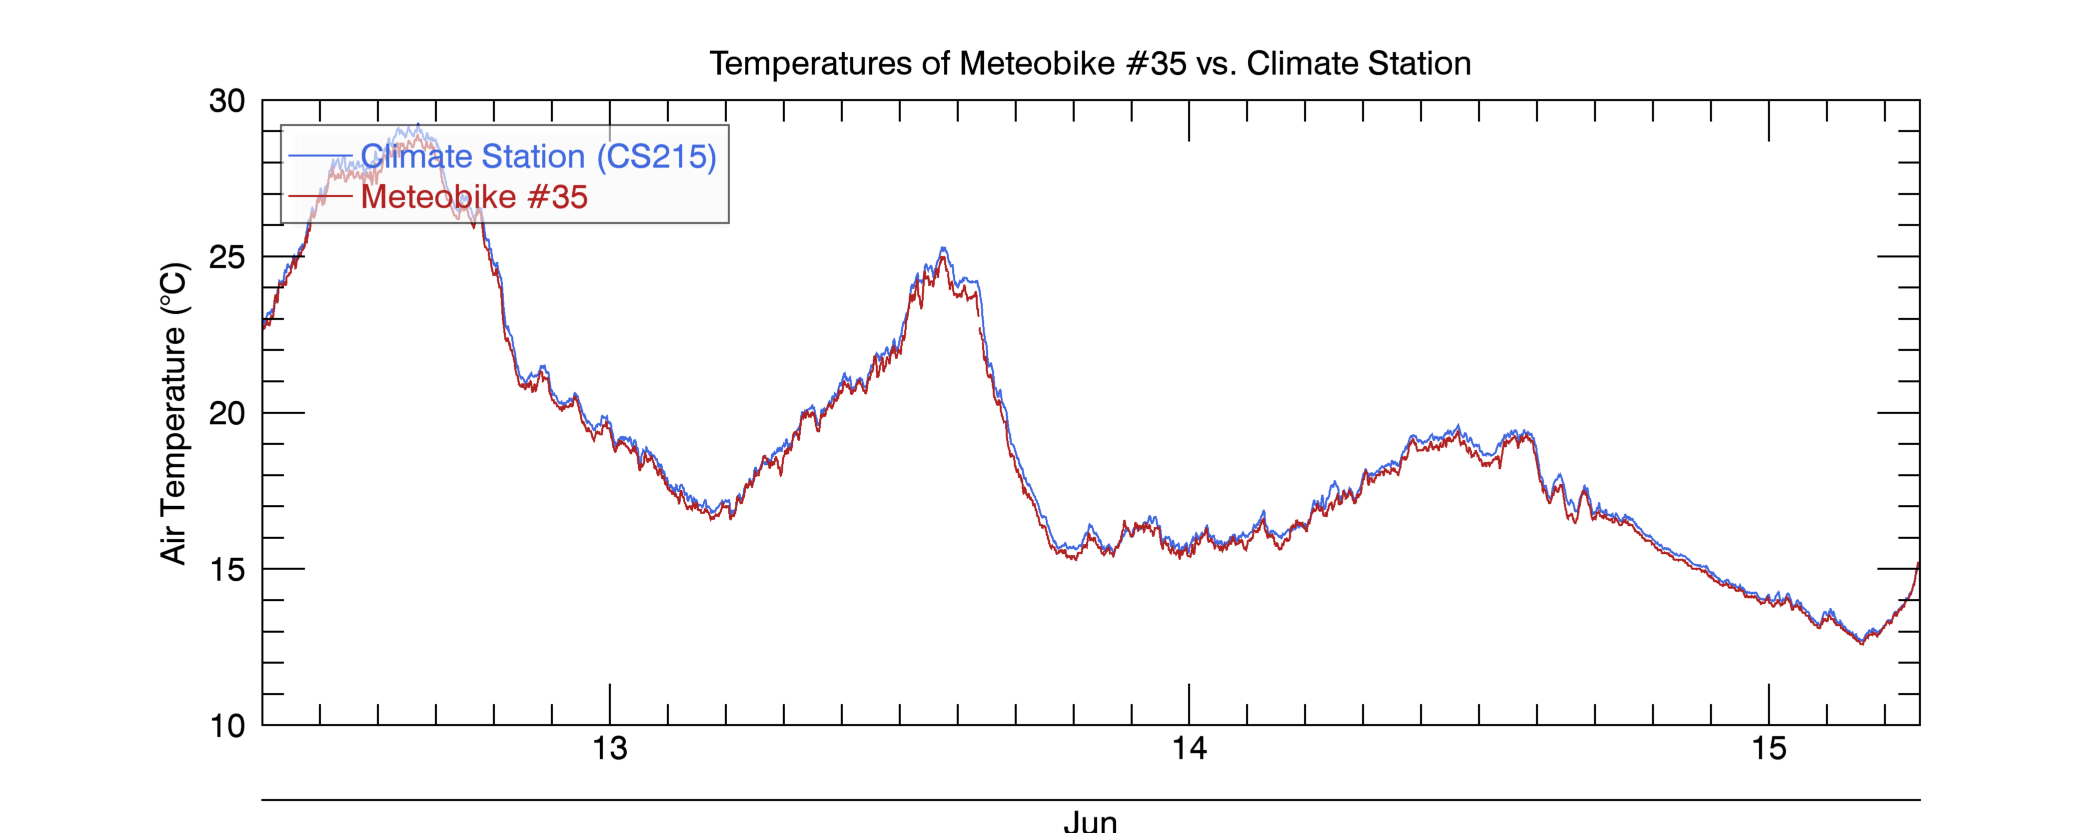 Temperatures of Meteobike #35 vs. Climate Station
30
Climate Station (CS215)
Meteobike #35
25
20
15
10
Air Temperature (°C)
13
14
15
Jun